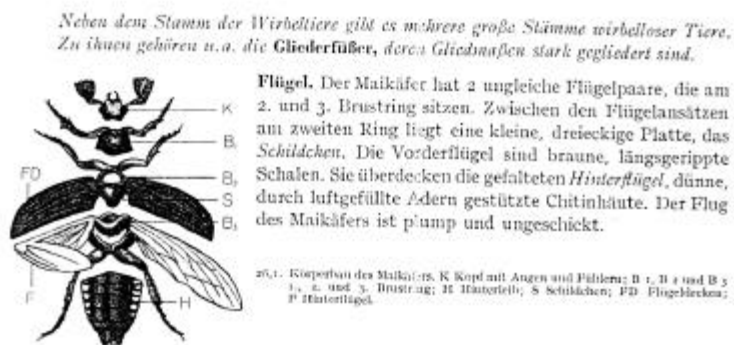 Neben dem Stamm der Wirbeltiere gibt es mehrere große Stämme wirbelloser Tiere.
Zu ihnen gehören u.a. die Gliederfüßer, deren Gliedmaßen stark gegliedert sind.
Flügel. Der Maikäfer hat 2 ungleiche Flügelpaare, die am
2. und 3. Brustring sitzen. Zwischen den Flügelansätzen
am zweiten Ring liegt eine kleine, dreieckige Platte, das
Schildchen. Die Vorderflügel sind braune, längsgerippte
Schalen. Sie überdecken die gefalteten Hinterflügel, dünne,
durch luftgefüllte Adern gestützte Chitinhäute. Der Flug
des Maikäfers ist plump und ungeschickt.
26,1. Körperbau des Maikäfers. K Kopf mit Augen und Fühlern; B 1, B 2 und B 3
1., 2. und 3. Brustring; H Hinterleib; S Schildchen; FD Flügeldecken;
F Hinterflügel.
K
B₁
FD
B₂
S
B₃
F
H